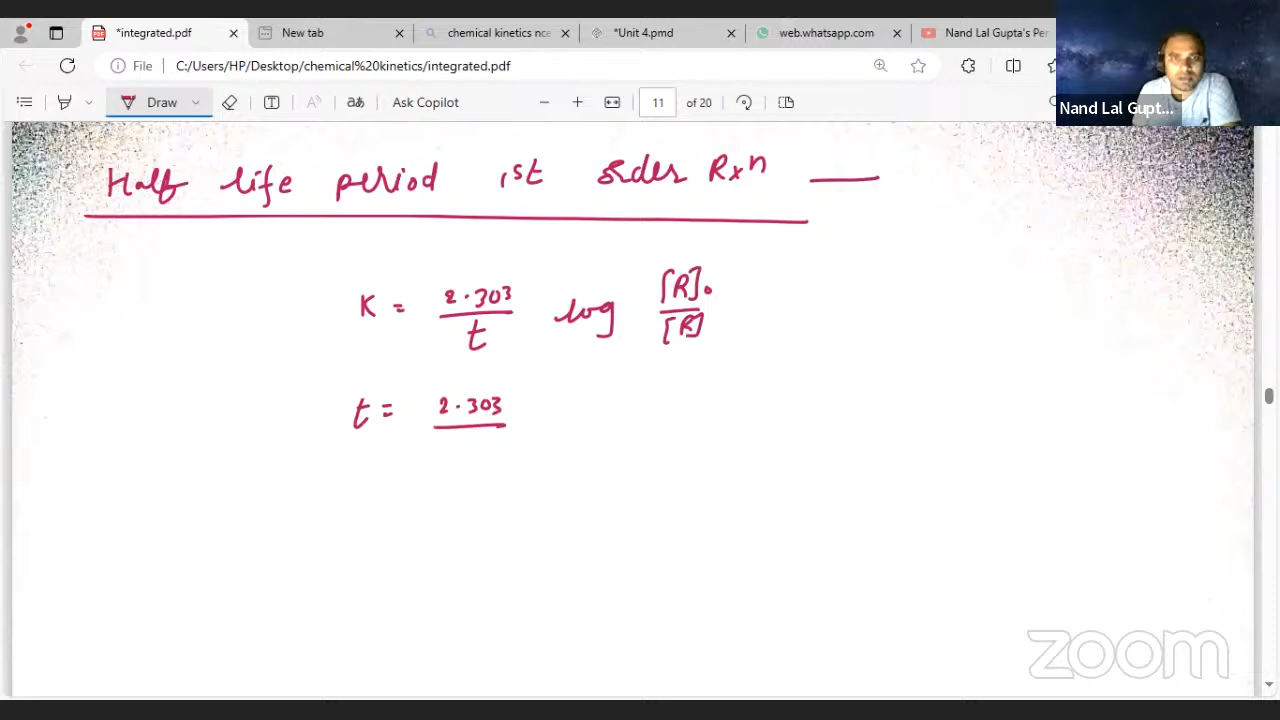 *integrated.pdf
New tab
chemical kinetics nce
*Unit 4.pmd
web.whatsapp.com
Nand Lal Gupta's Per
File
C:/Users/HP/Desktop/chemical%20kinetics/integrated.pdf
Draw
Ask Copilot
11 of 20
Nand Lal Gupt...
Half life period 1st order Rxn —
K = 2.303/t log [R]₀/[R]
t = 2.303
zoom